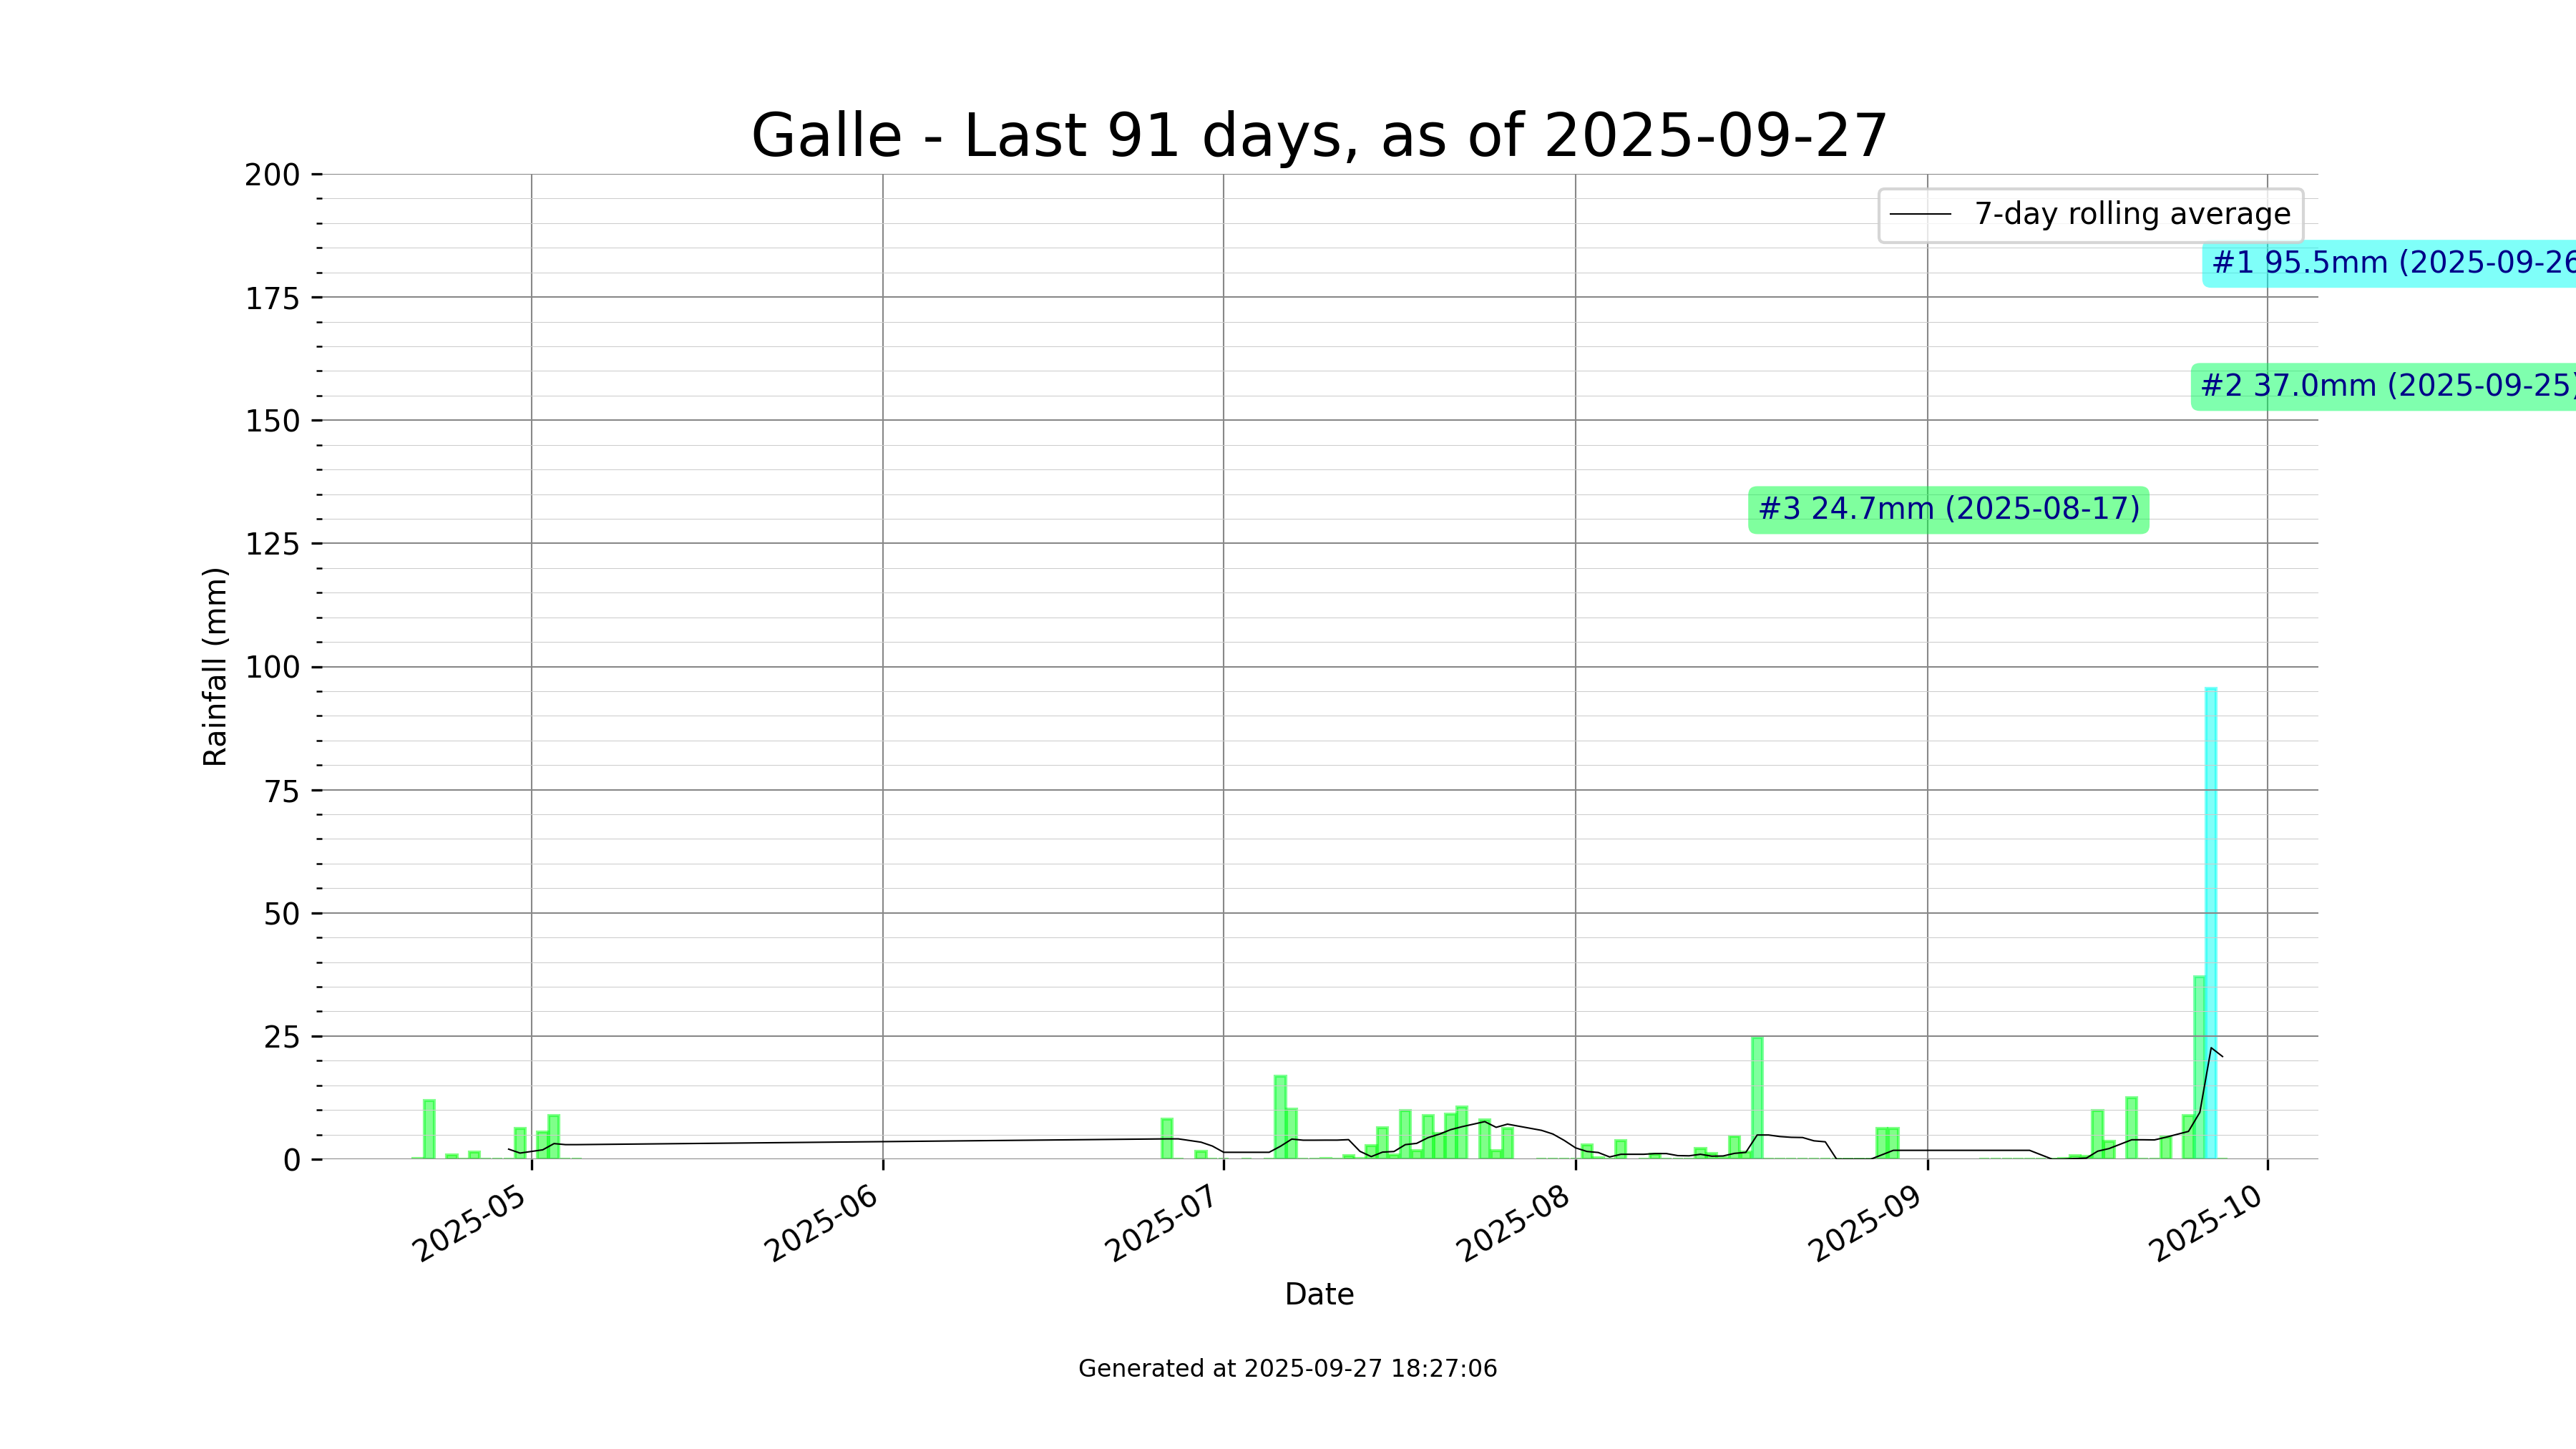 Galle - Last 91 days, as of 2025-09-27
200
175
150
125
100
75
50
25
0
Rainfall (mm)
7-day rolling average
#1 95.5mm (2025-09-26
#2 37.0mm (2025-09-25)
#3 24.7mm (2025-08-17)
2025-05
2025-06
2025-07
2025-08
2025-09
2025-10
Date
Generated at 2025-09-27 18:27:06